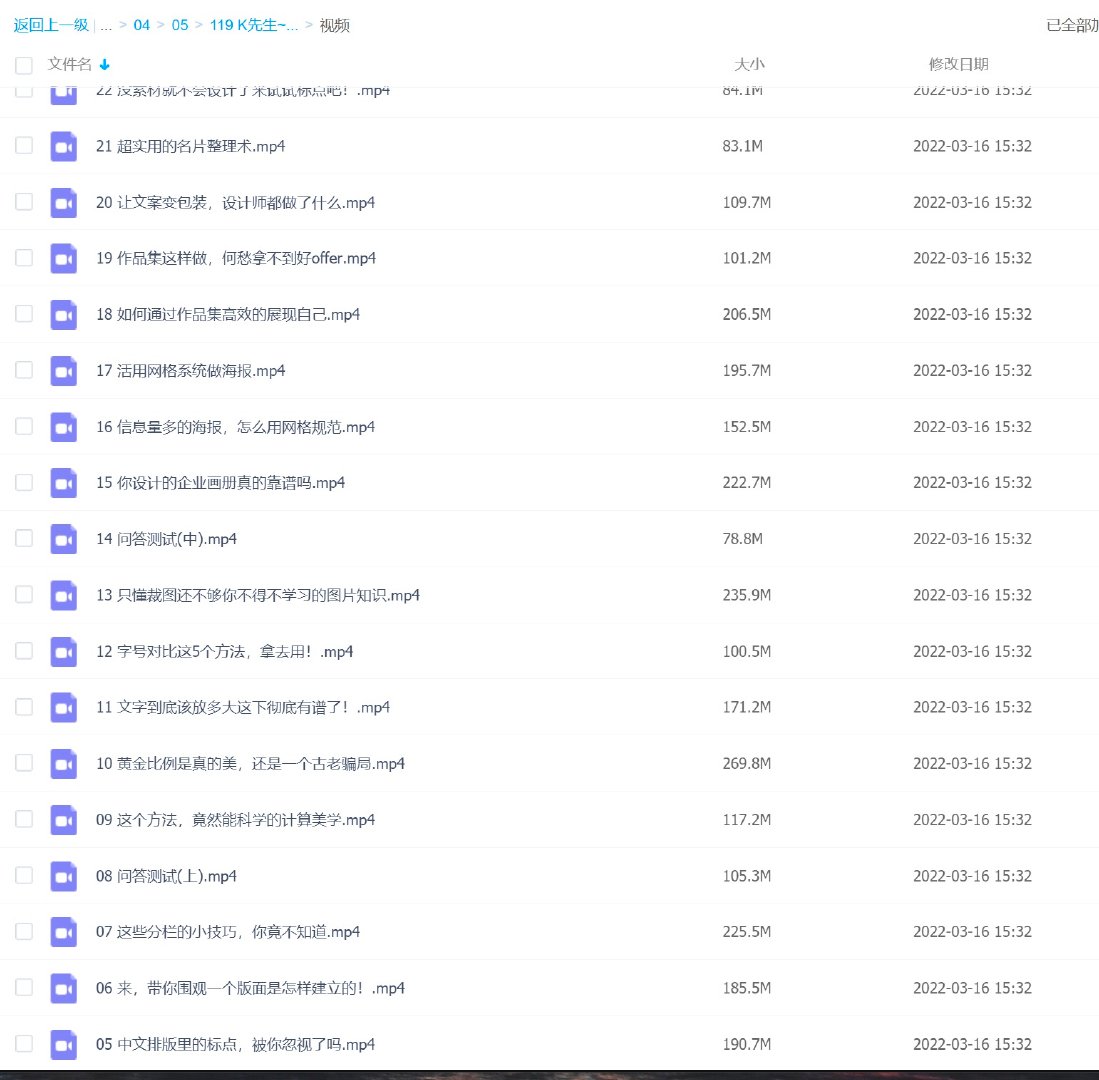 返回上一级 | ... > 04 > 05 > 119 K先生~... > 视频 已全部加
文件名 大小 修改日期
22 没素材就不会设计了来试试标点吧！.mp4 84.1M 2022-03-16 15:32
21 超实用的名片整理术.mp4 83.1M 2022-03-16 15:32
20 让文案变包装，设计师都做了什么.mp4 109.7M 2022-03-16 15:32
19 作品集这样做，何愁拿不到好offer.mp4 101.2M 2022-03-16 15:32
18 如何通过作品集高效的展现自己.mp4 206.5M 2022-03-16 15:32
17 活用网格系统做海报.mp4 195.7M 2022-03-16 15:32
16 信息量多的海报，怎么用网格规范.mp4 152.5M 2022-03-16 15:32
15 你设计的企业画册真的靠谱吗.mp4 222.7M 2022-03-16 15:32
14 问答测试(中).mp4 78.8M 2022-03-16 15:32
13 只懂裁图还不够你不得不学习的图片知识.mp4 235.9M 2022-03-16 15:32
12 字号对比这5个方法，拿去用！.mp4 100.5M 2022-03-16 15:32
11 文字到底该放多大这下彻底有谱了！.mp4 171.2M 2022-03-16 15:32
10 黄金比例是真的美，还是一个古老骗局.mp4 269.8M 2022-03-16 15:32
09 这个方法，竟然能科学的计算美学.mp4 117.2M 2022-03-16 15:32
08 问答测试(上).mp4 105.3M 2022-03-16 15:32
07 这些分栏的小技巧，你竟不知道.mp4 225.5M 2022-03-16 15:32
06 来，带你围观一个版面是怎样建立的！.mp4 185.5M 2022-03-16 15:32
05 中文排版里的标点，被你忽视了吗.mp4 190.7M 2022-03-16 15:32